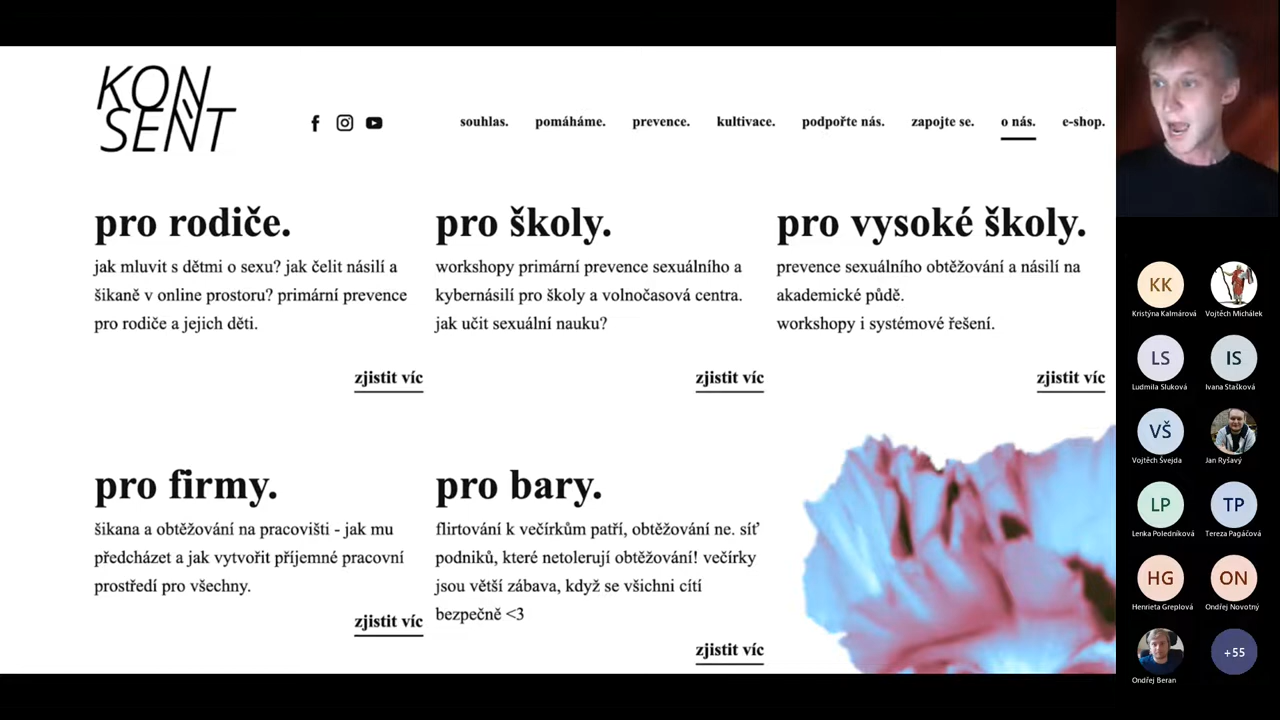 KON
SENT
souhlas.
pomáháme.
prevence.
kultivace.
podpořte nás.
zapojte se.
o nás.
e-shop.
pro rodiče.
jak mluvit s dětmi o sexu? jak čelit násilí a
šikaně v online prostoru? primární prevence
pro rodiče a jejich děti.
zjistit víc
pro školy.
workshopy primární prevence sexuálního a
kybernásilí pro školy a volnočasová centra.
jak učit sexuální nauku?
zjistit víc
pro vysoké školy.
prevence sexuálního obtěžování a násilí na
akademické půdě.
workshopy i systémové řešení.
zjistit víc
pro firmy.
šikana a obtěžování na pracovišti - jak mu
předcházet a jak vytvořit příjemné pracovní
prostředí pro všechny.
zjistit víc
pro bary.
flirtování k večírkům patří, obtěžování ne. síť
podniků, které netolerují obtěžování! večírky
jsou větší zábava, když se všichni cítí
bezpečně <3
zjistit víc
KK
Kristýna Kalmárová
Vojtěch Michálek
LS
Ludmila Sluková
IS
Ivana Stašková
VŠ
Vojtěch Švejda
Jan Ryšavý
LP
Lenka Poledníková
TP
Tereza Pagáčová
HG
Henrieta Greplová
ON
Ondřej Novotný
Ondřej Beran
+55